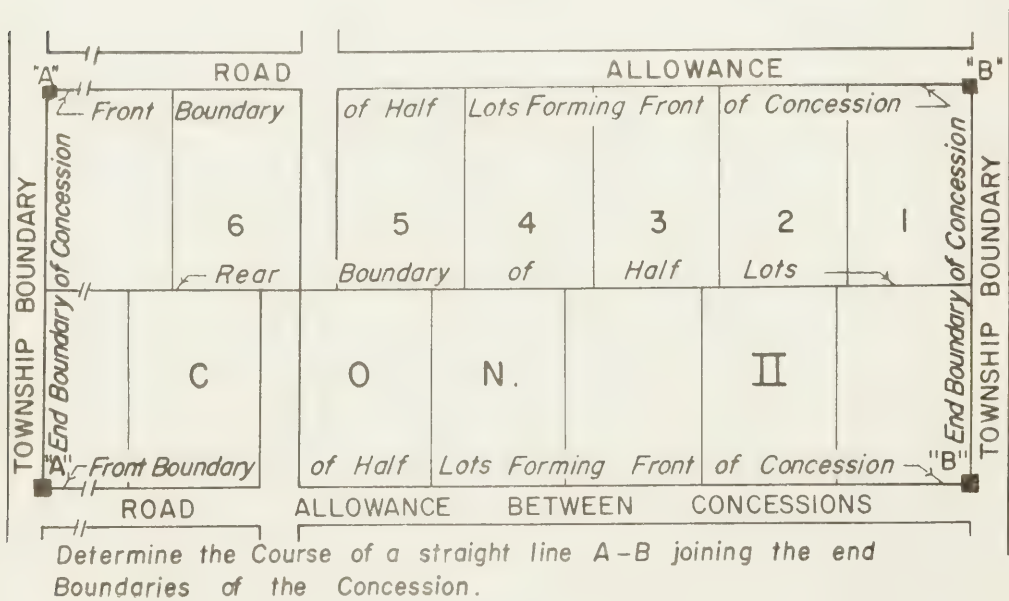 ROAD ALLOWANCE
"A" "B"
Front Boundary of Half Lots Forming Front of Concession
TOWNSHIP BOUNDARY
End Boundary of Concession
6 5 4 3 2 1
End Boundary of Concession
TOWNSHIP BOUNDARY
Rear Boundary of Half Lots
C O N. II
"A" Front Boundary of Half Lots Forming Front of Concession "B"
ROAD ALLOWANCE BETWEEN CONCESSIONS
Determine the Course of a straight line A-B joining the end
Boundaries of the Concession.